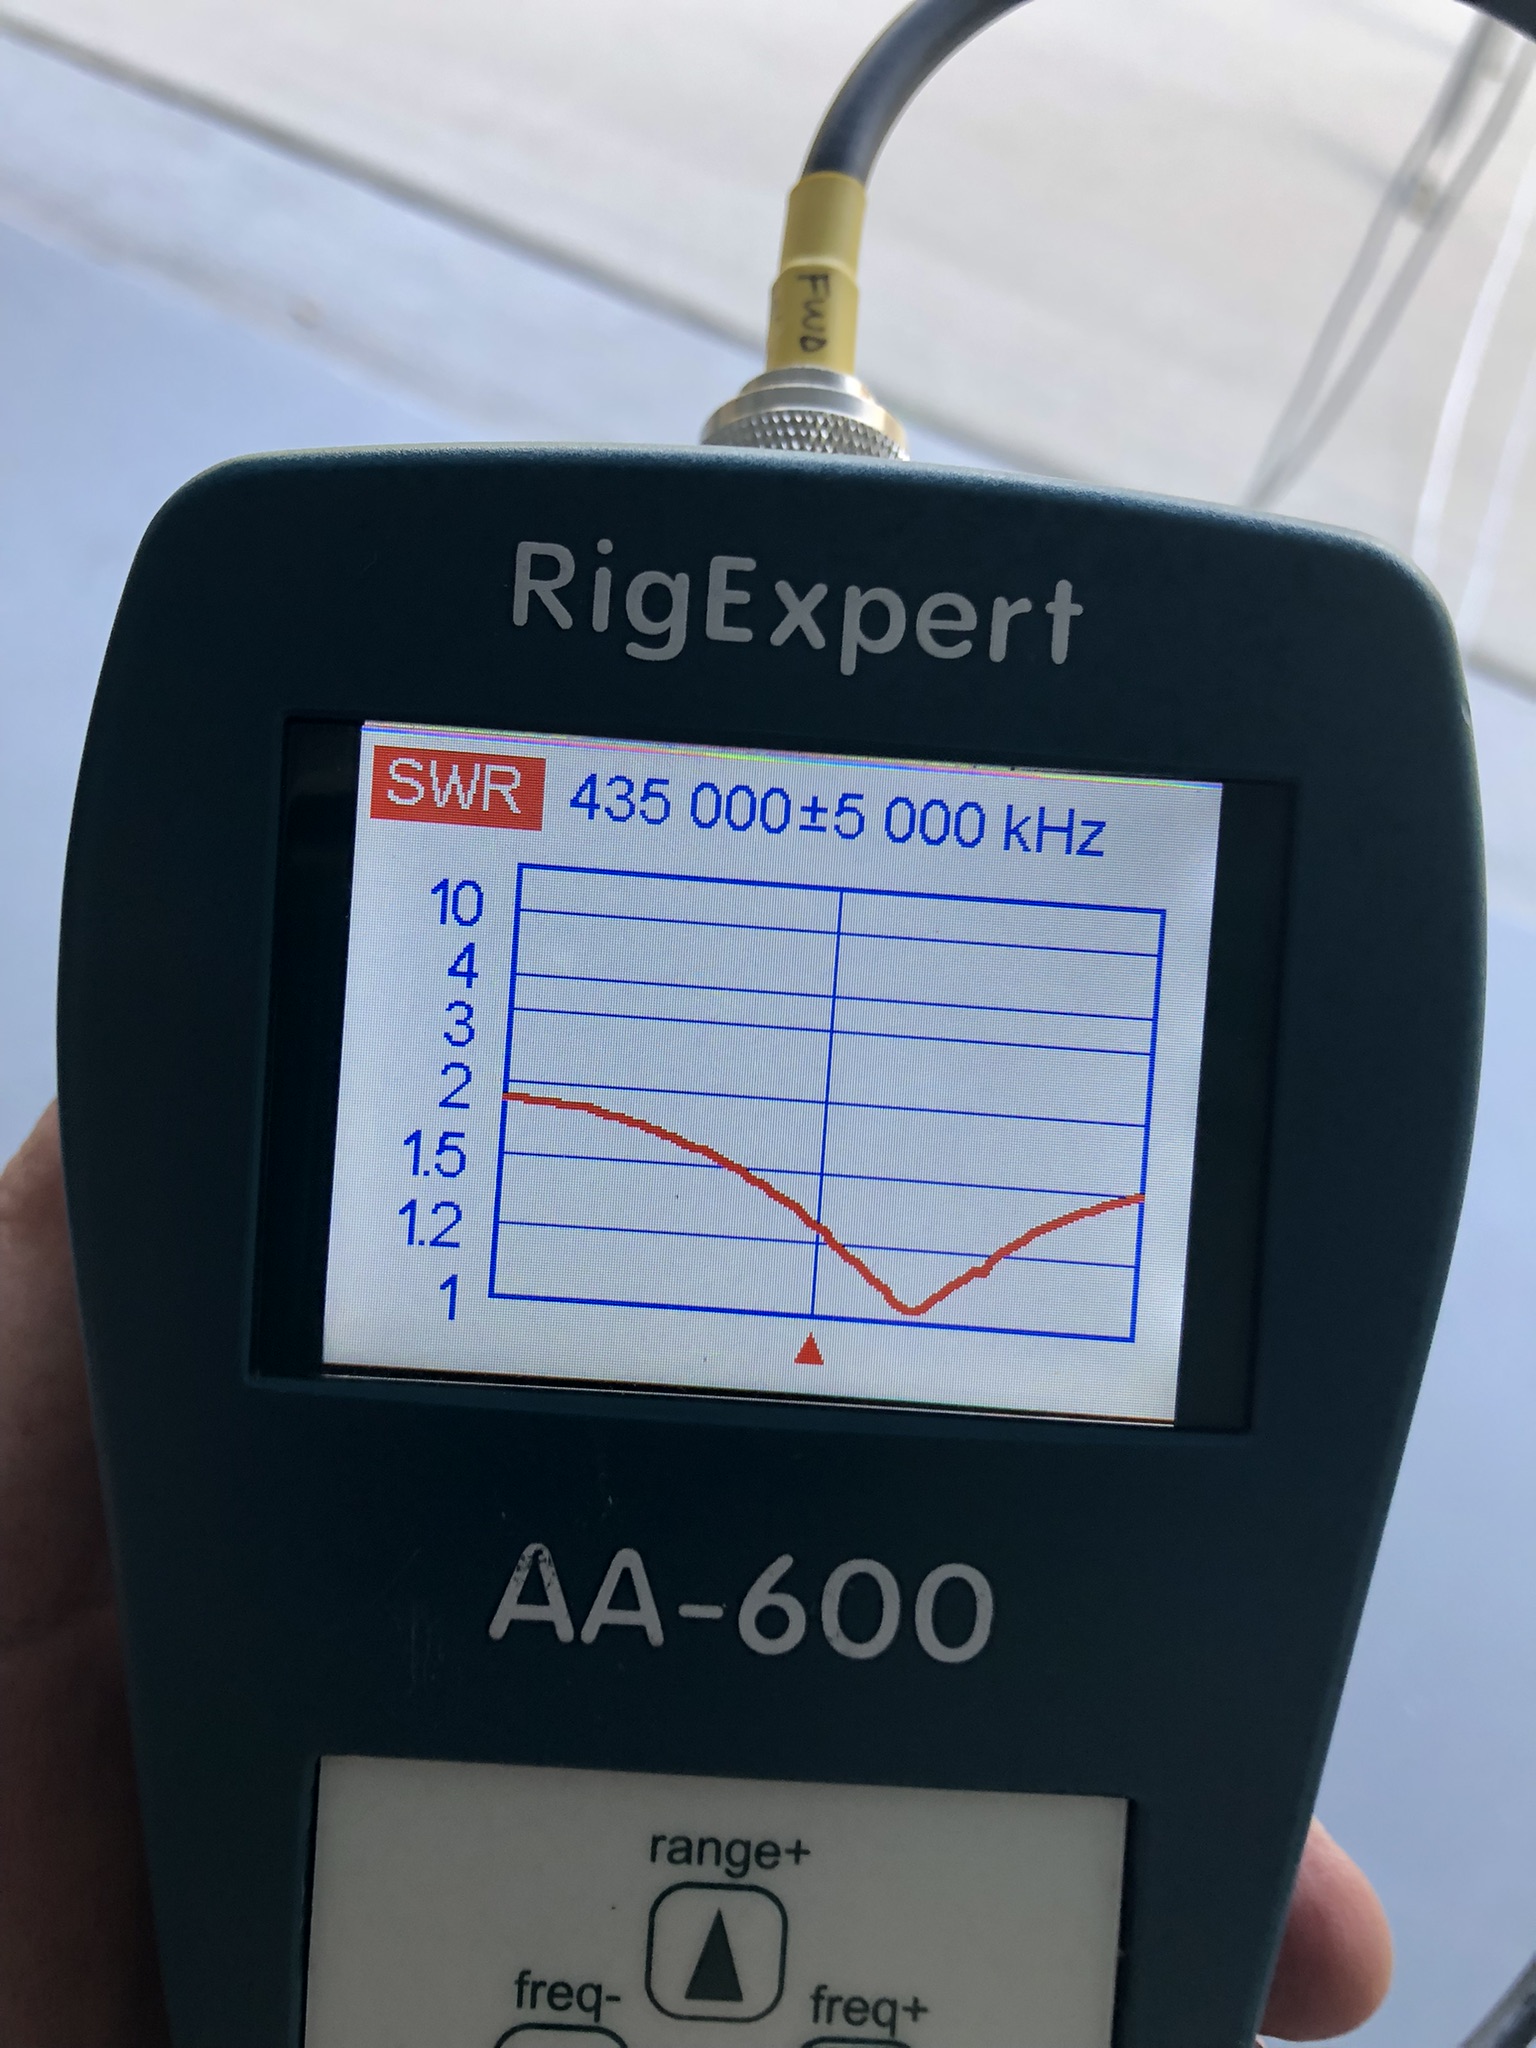 FWD
RigExpert
SWR 435 000±5 000 kHz
10
4
3
2
1.5
1.2
1
AA-600
range+
freq- freq+